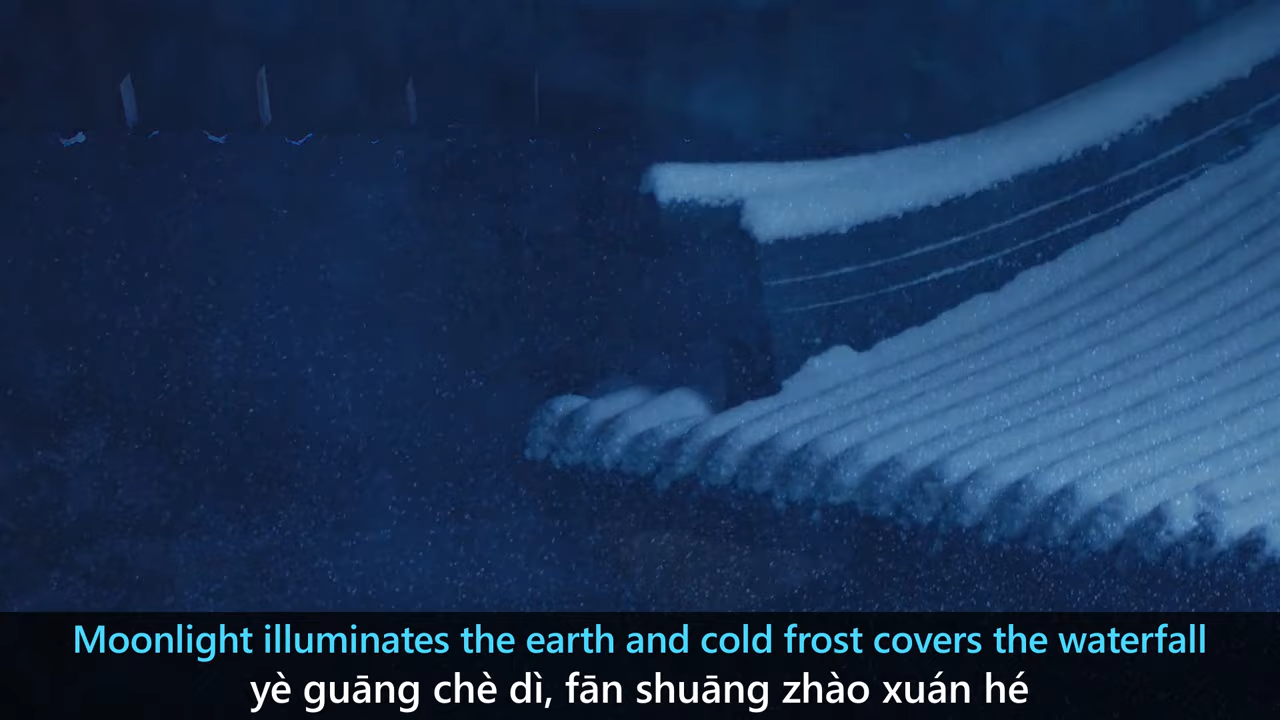 Moonlight illuminates the earth and cold frost covers the waterfall
yè guāng chè dì, fān shuāng zhào xuán hé